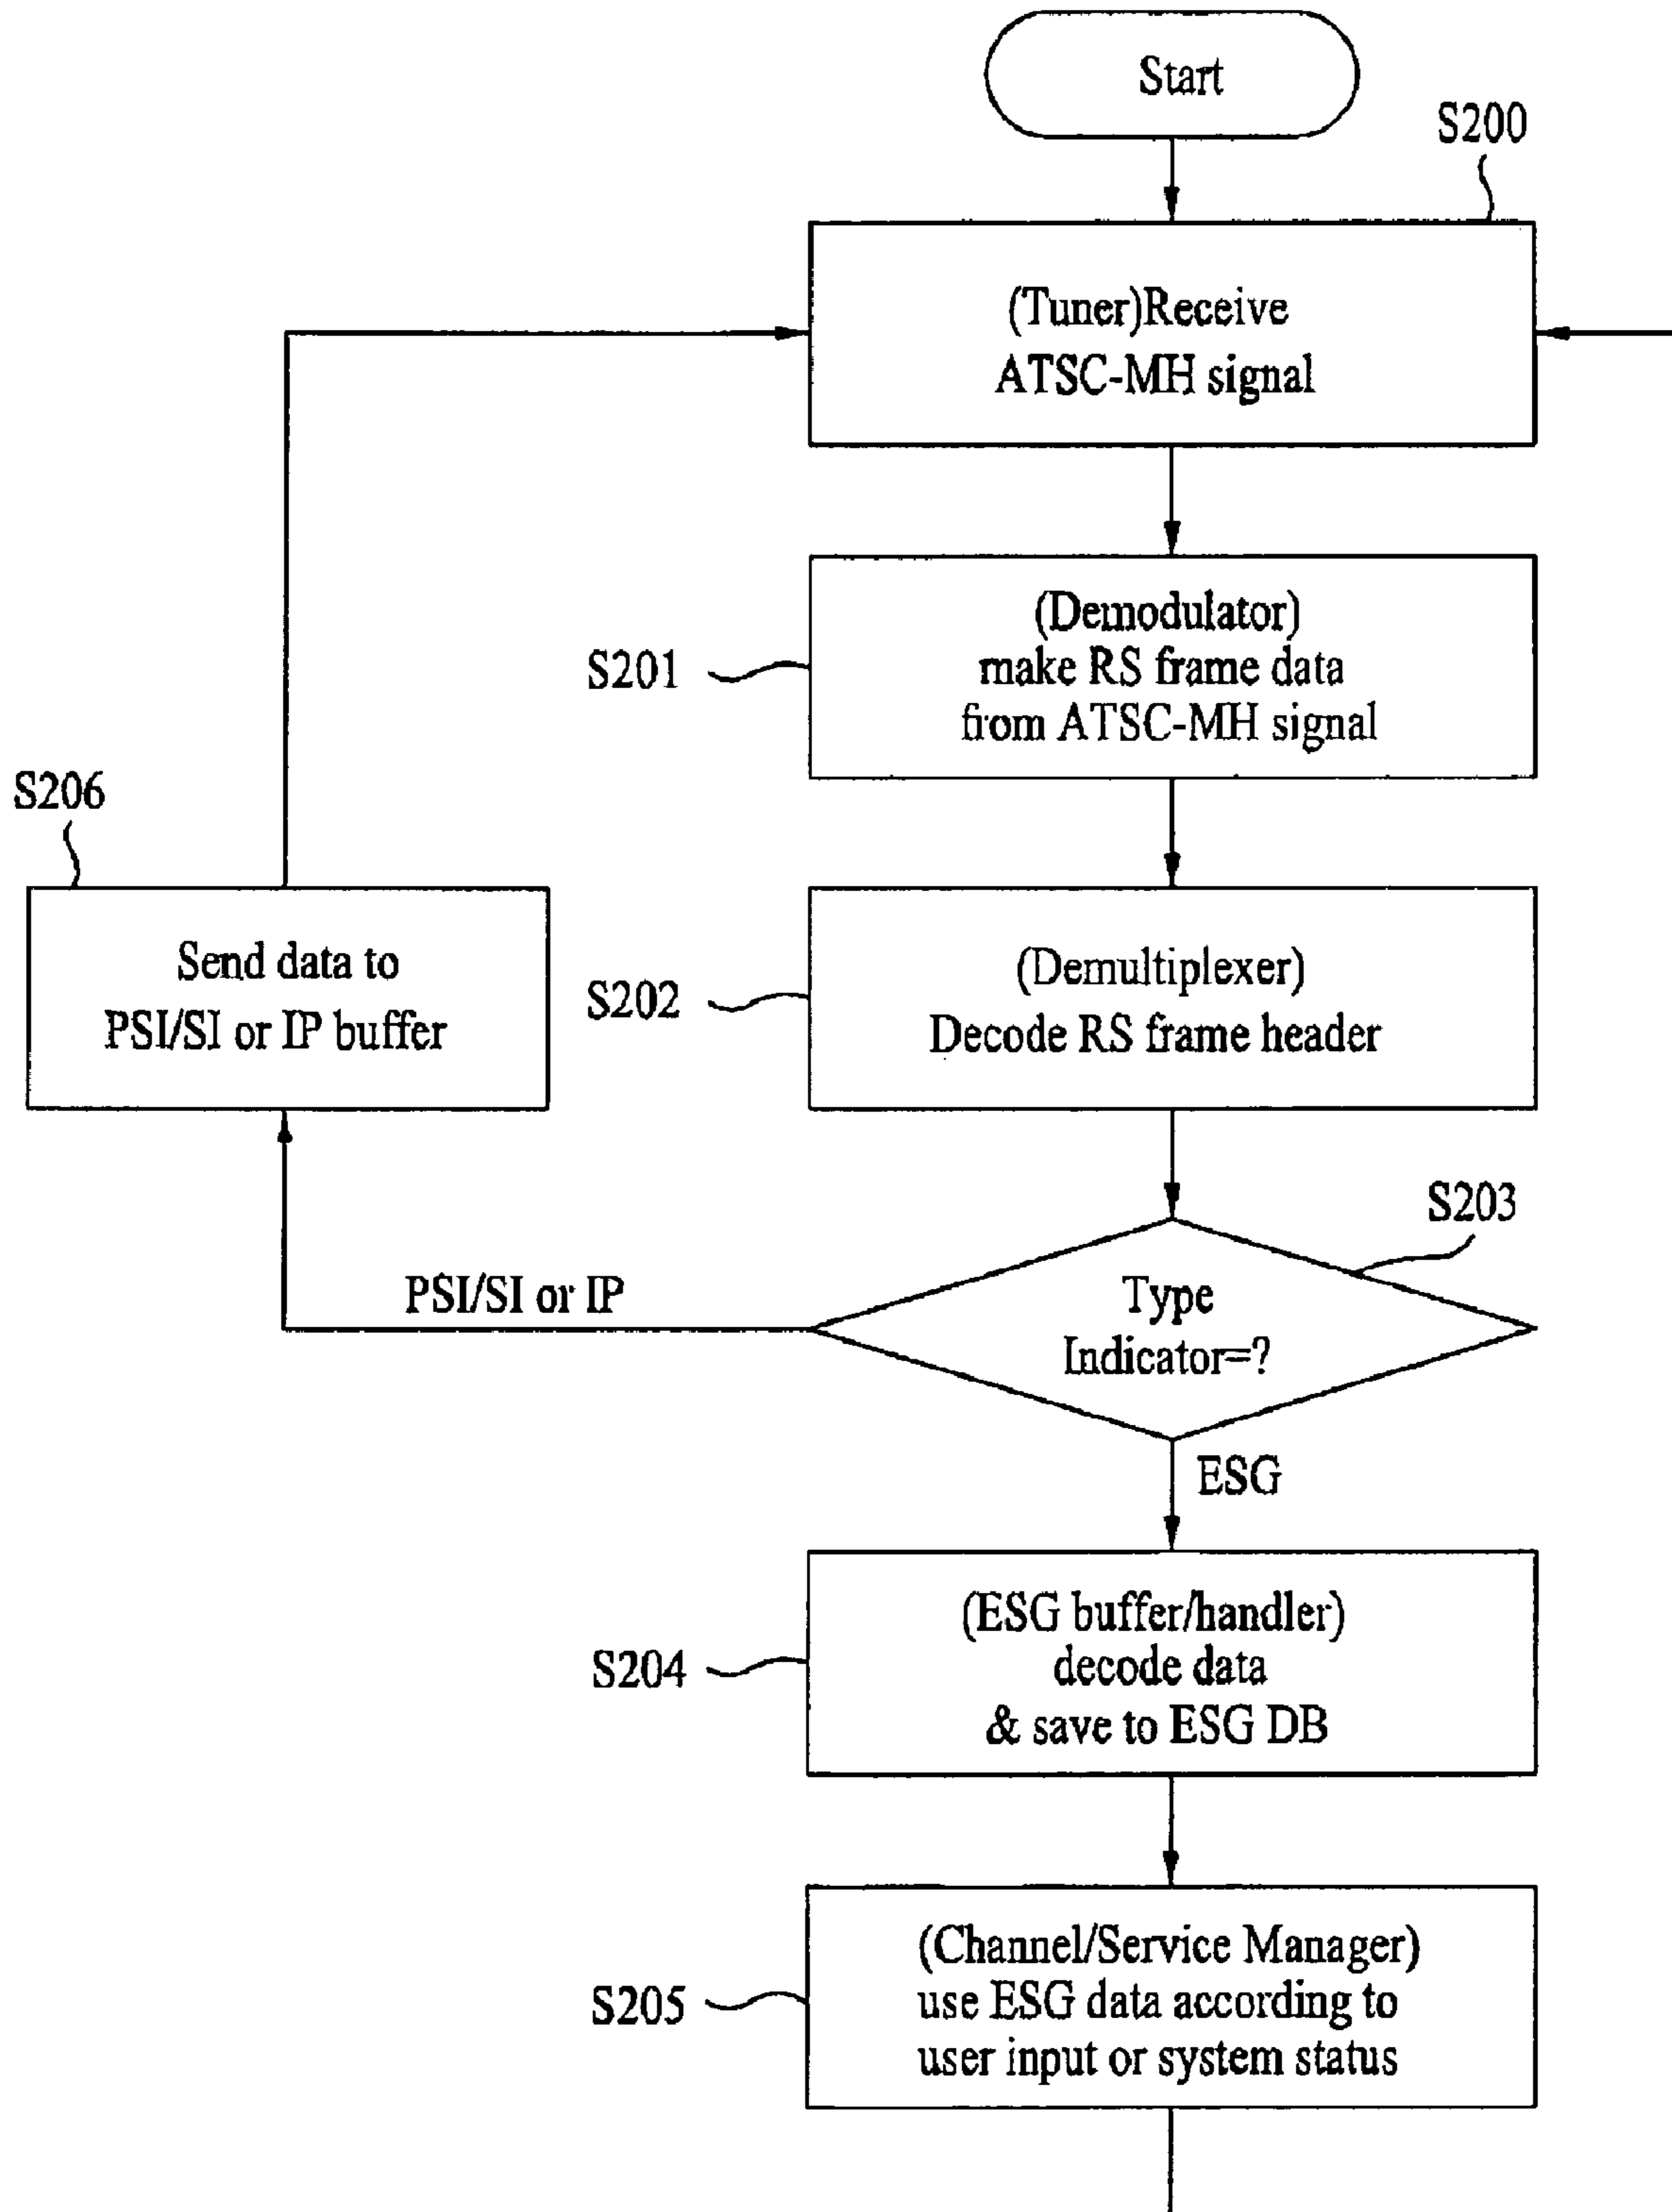 Start
S200
(Tuner)Receive
ATSC-MH signal
S201
(Demodulator)
make RS frame data
from ATSC-MH signal
S206
Send data to
PSI/SI or IP buffer
S202
(Demultiplexer)
Decode RS frame header
S203
PSI/SI or IP
Type
Indicator=?
ESG
S204
(ESG buffer/handler)
decode data
& save to ESG DB
S205
(Channel/Service Manager)
use ESG data according to
user input or system status